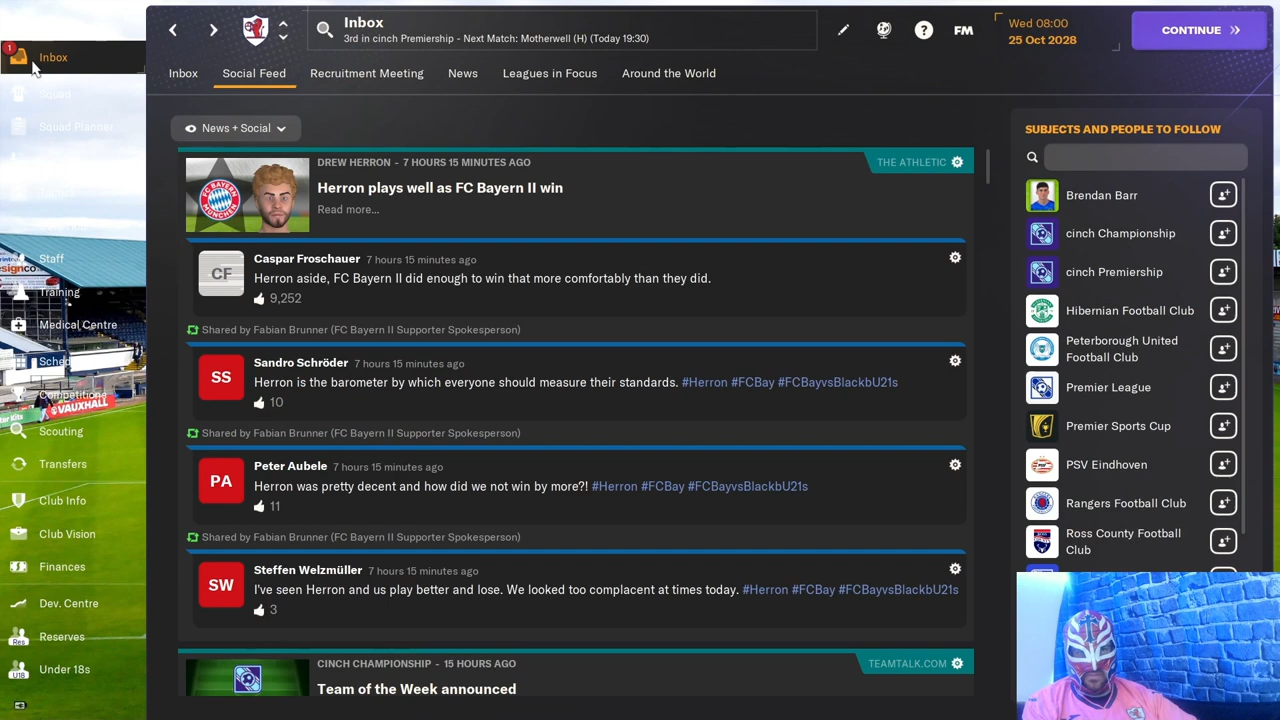 Inbox
3rd in cinch Premiership - Next Match: Motherwell (H) (Today 19:30)
FM
Wed 08:00
25 Oct 2028
CONTINUE
1
Inbox
Squad
Squad Planner
Staff
Training
Medical Centre
Sched
Competitions
Scouting
Transfers
Club Info
Club Vision
Finances
Dev. Centre
Res
Reserves
U18
Under 18s
VAUXHALL
Inbox
Social Feed
Recruitment Meeting
News
Leagues in Focus
Around the World
News + Social
DREW HERRON - 7 HOURS 15 MINUTES AGO
THE ATHLETIC
Herron plays well as FC Bayern II win
Read more...
CF
Caspar Froschauer 7 hours 15 minutes ago
Herron aside, FC Bayern II did enough to win that more comfortably than they did.
9,252
Shared by Fabian Brunner (FC Bayern II Supporter Spokesperson)
SS
Sandro Schröder 7 hours 15 minutes ago
Herron is the barometer by which everyone should measure their standards. #Herron #FCBay #FCBayvsBlackbU21s
10
Shared by Fabian Brunner (FC Bayern II Supporter Spokesperson)
PA
Peter Aubele 7 hours 15 minutes ago
Herron was pretty decent and how did we not win by more?! #Herron #FCBay #FCBayvsBlackbU21s
11
Shared by Fabian Brunner (FC Bayern II Supporter Spokesperson)
SW
Steffen Welzmüller 7 hours 15 minutes ago
I've seen Herron and us play better and lose. We looked too complacent at times today. #Herron #FCBay #FCBayvsBlackbU21s
3
CINCH CHAMPIONSHIP - 15 HOURS AGO
TEAMTALK.COM
Team of the Week announced
SUBJECTS AND PEOPLE TO FOLLOW
Brendan Barr
cinch Championship
cinch Premiership
Hibernian Football Club
Peterborough United
Football Club
Premier League
Premier Sports Cup
PSV Eindhoven
Rangers Football Club
Ross County Football
Club